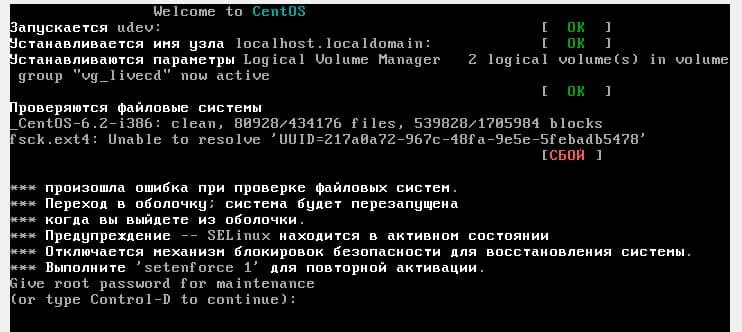 Welcome to CentOS
Запускается udev: [ OK ]
Устанавливается имя узла localhost.localdomain: [ OK ]
Устанавливаются параметры Logical Volume Manager 2 logical volume(s) in volume
group "vg_livecd" now active
[ OK ]
Проверяются файловые системы
_CentOS-6.2-i386: clean, 80928/434176 files, 539828/1705984 blocks
fsck.ext4: Unable to resolve 'UUID=217a0a72-967c-48fa-9e5e-5febadb5478'
[СБОЙ ]
*** произошла ошибка при проверке файловых систем.
*** Переход в оболочку; система будет перезапущена
*** когда вы выйдете из оболочки.
*** Предупреждение -- SELinux находится в активном состоянии
*** Отключается механизм блокировок безопасности для восстановления системы.
*** Выполните 'setenforce 1' для повторной активации.
Give root password for maintenance
(or type Control-D to continue):